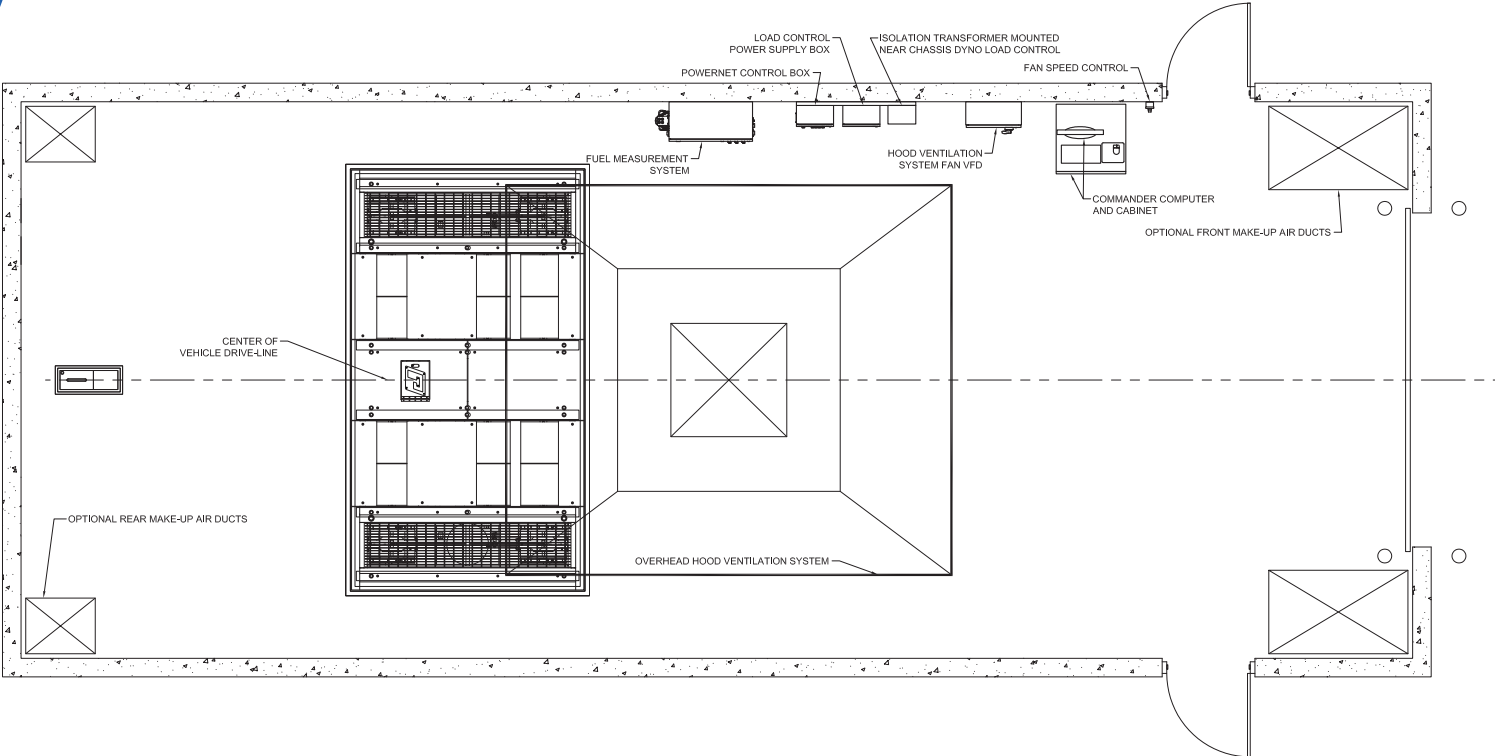 LOAD CONTROL
POWER SUPPLY BOX
ISOLATION TRANSFORMER MOUNTED
NEAR CHASSIS DYNO LOAD CONTROL
POWERNET CONTROL BOX
FAN SPEED CONTROL
FUEL MEASUREMENT
SYSTEM
HOOD VENTILATION
SYSTEM FAN VFD
COMMANDER COMPUTER
AND CABINET
OPTIONAL FRONT MAKE-UP AIR DUCTS
CENTER OF
VEHICLE DRIVE-LINE
OPTIONAL REAR MAKE-UP AIR DUCTS
OVERHEAD HOOD VENTILATION SYSTEM